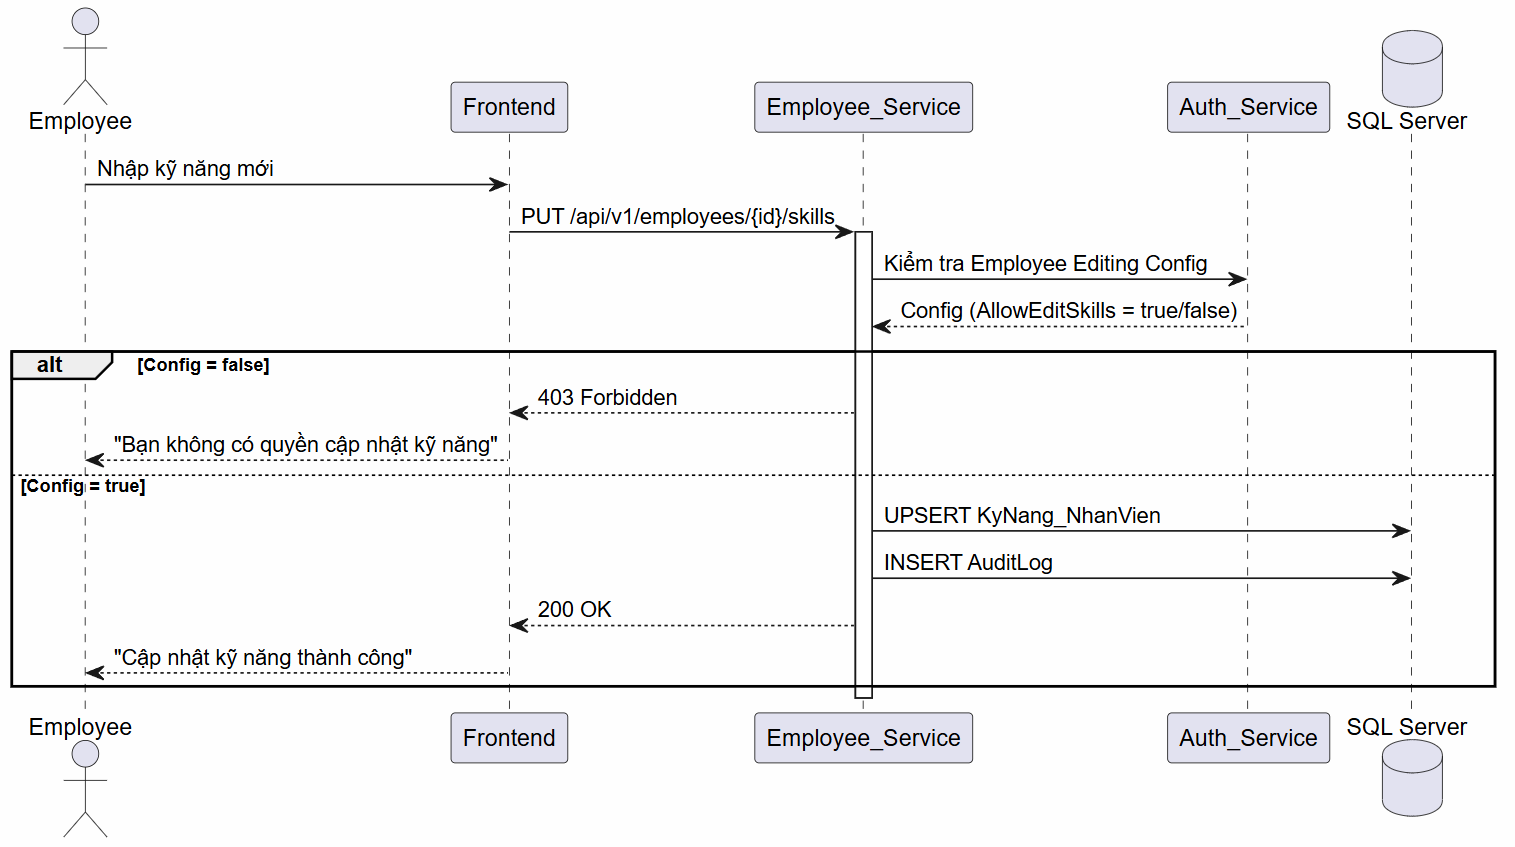 Employee
Frontend
Employee_Service
Auth_Service
SQL Server
Nhập kỹ năng mới
PUT /api/v1/employees/{id}/skills
Kiểm tra Employee Editing Config
Config (AllowEditSkills = true/false)
alt
[Config = false]
403 Forbidden
"Bạn không có quyền cập nhật kỹ năng"
[Config = true]
UPSERT KyNang_NhanVien
INSERT AuditLog
200 OK
"Cập nhật kỹ năng thành công"
Employee
Frontend
Employee_Service
Auth_Service
SQL Server